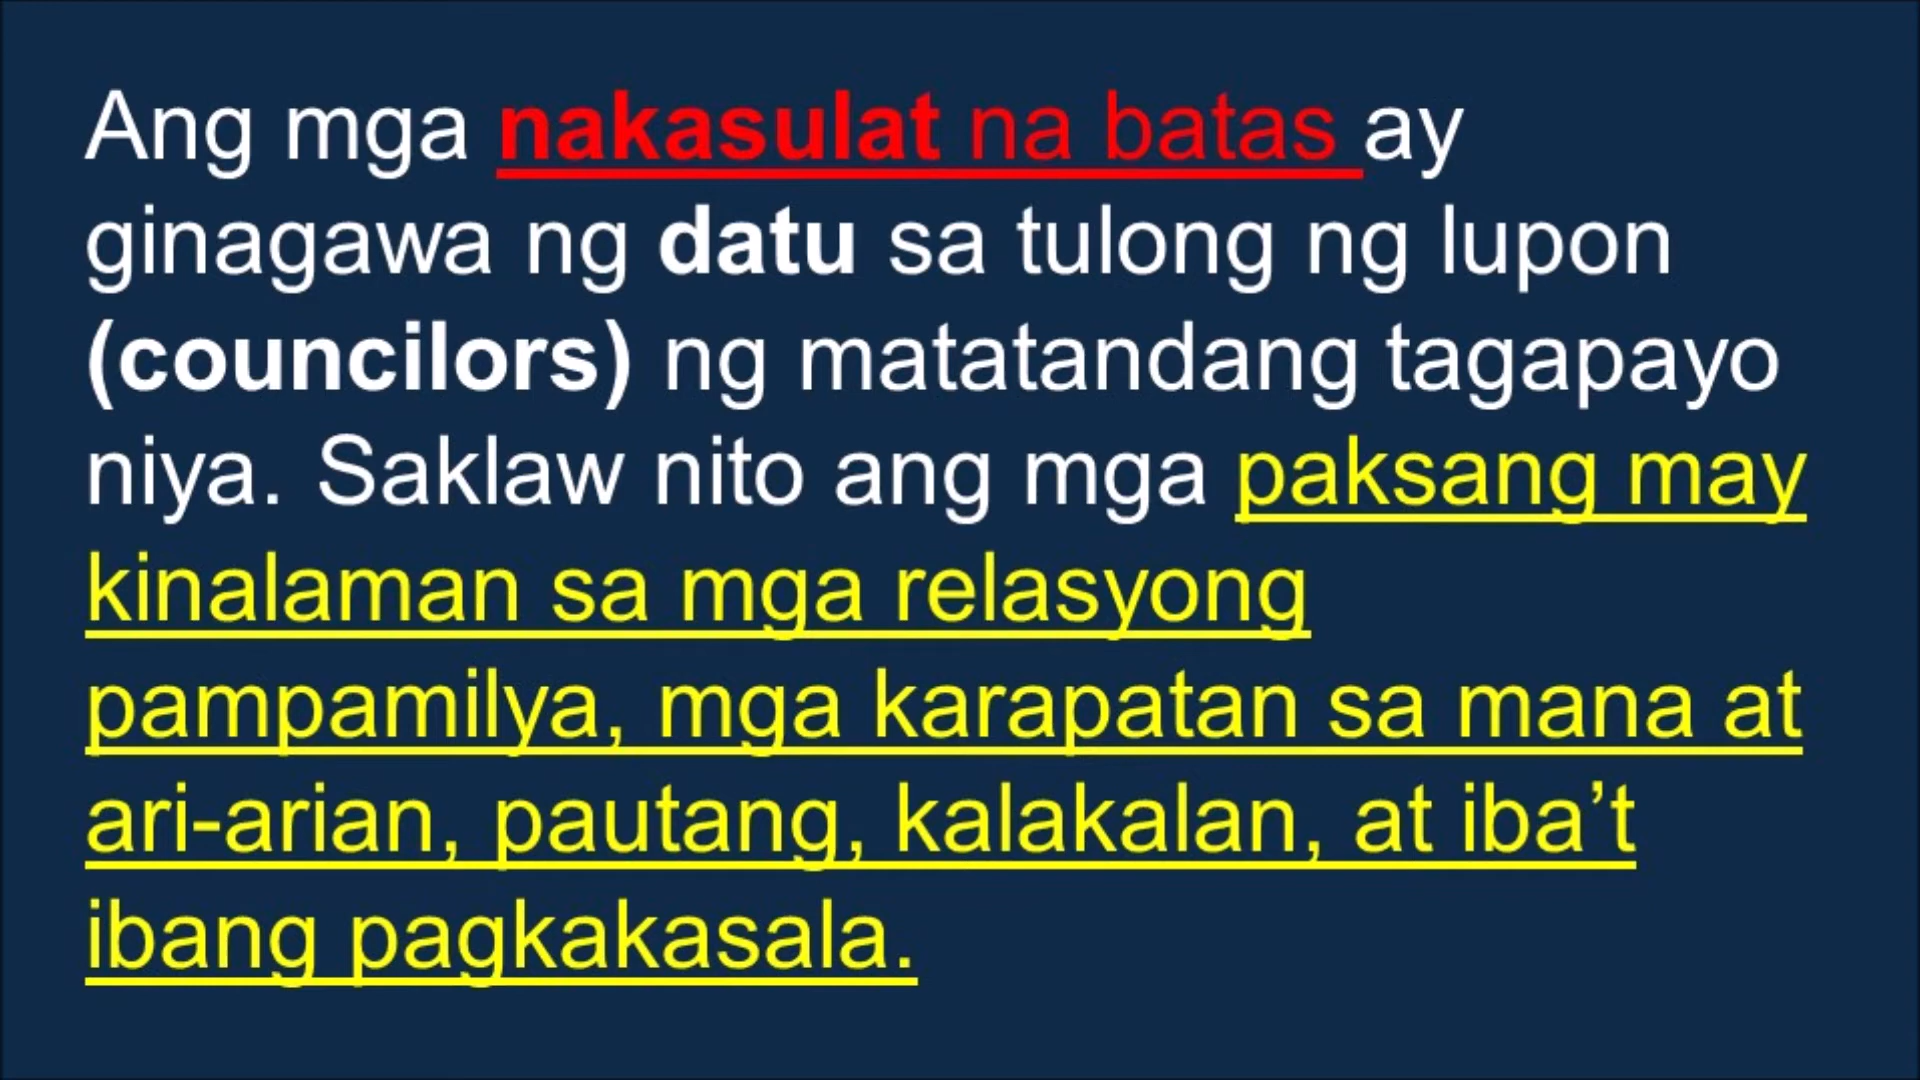 Ang mga nakasulat na batas ay
ginagawa ng datu sa tulong ng lupon
(councilors) ng matatandang tagapayo
niya. Saklaw nito ang mga paksang may
kinalaman sa mga relasyong
pampamilya, mga karapatan sa mana at
ari-arian, pautang, kalakalan, at iba’t
ibang pagkakasala.